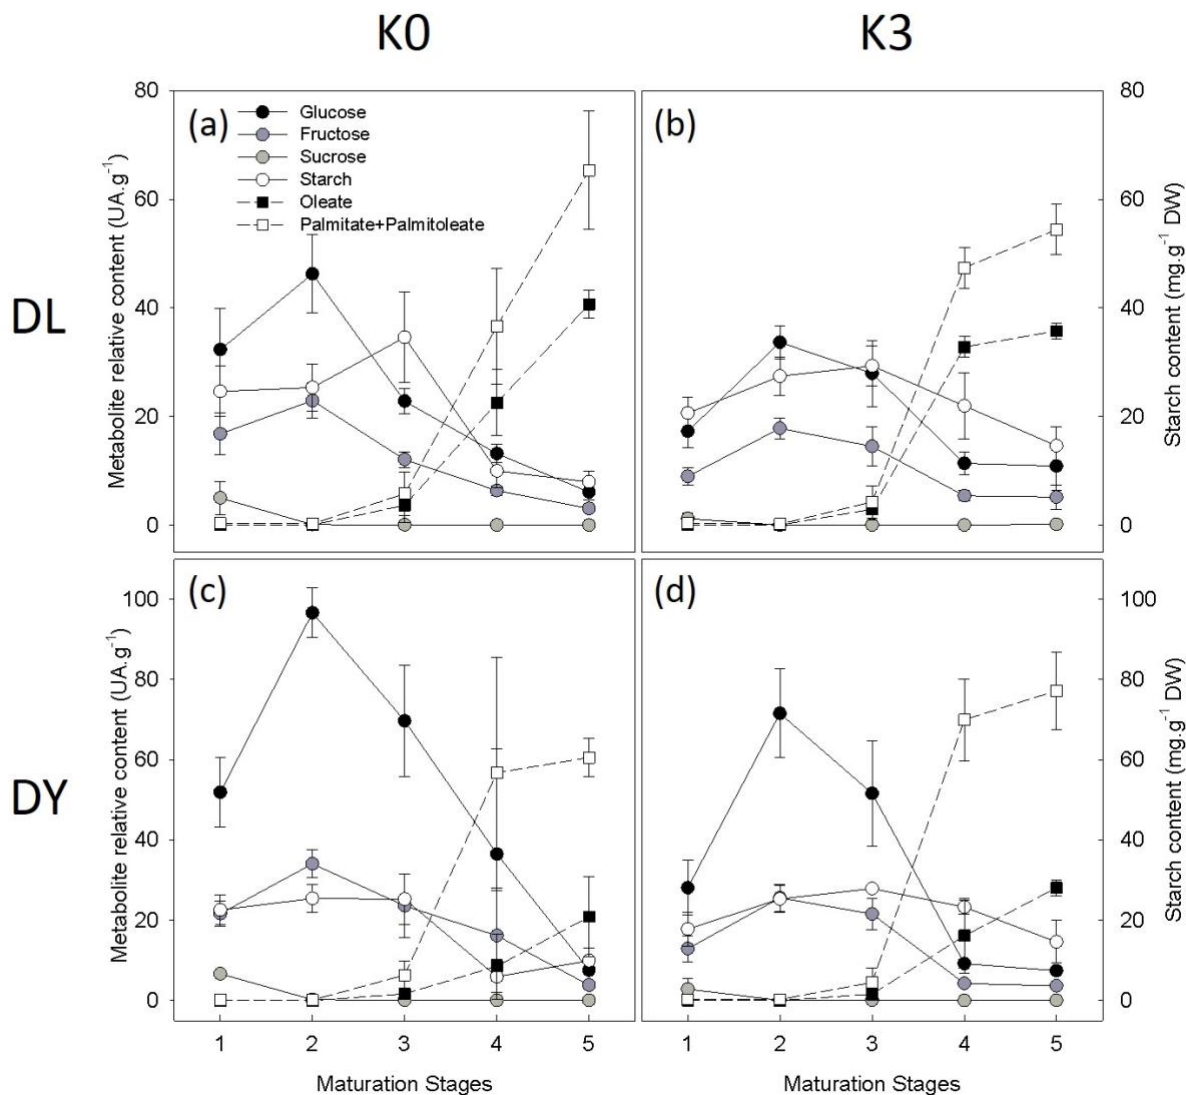 K0
K3
DL
DY
(a)
Glucose
Fructose
Sucrose
Starch
Oleate
Palmitate+Palmitoleate
80
60
40
20
0
Metabolite relative content (UA.g⁻¹)
(b)
80
60
40
20
0
Starch content (mg.g⁻¹ DW)
(c)
100
80
60
40
20
0
Metabolite relative content (UA.g⁻¹)
1 2 3 4 5
Maturation Stages
(d)
100
80
60
40
20
0
Starch content (mg.g⁻¹ DW)
1 2 3 4 5
Maturation Stages